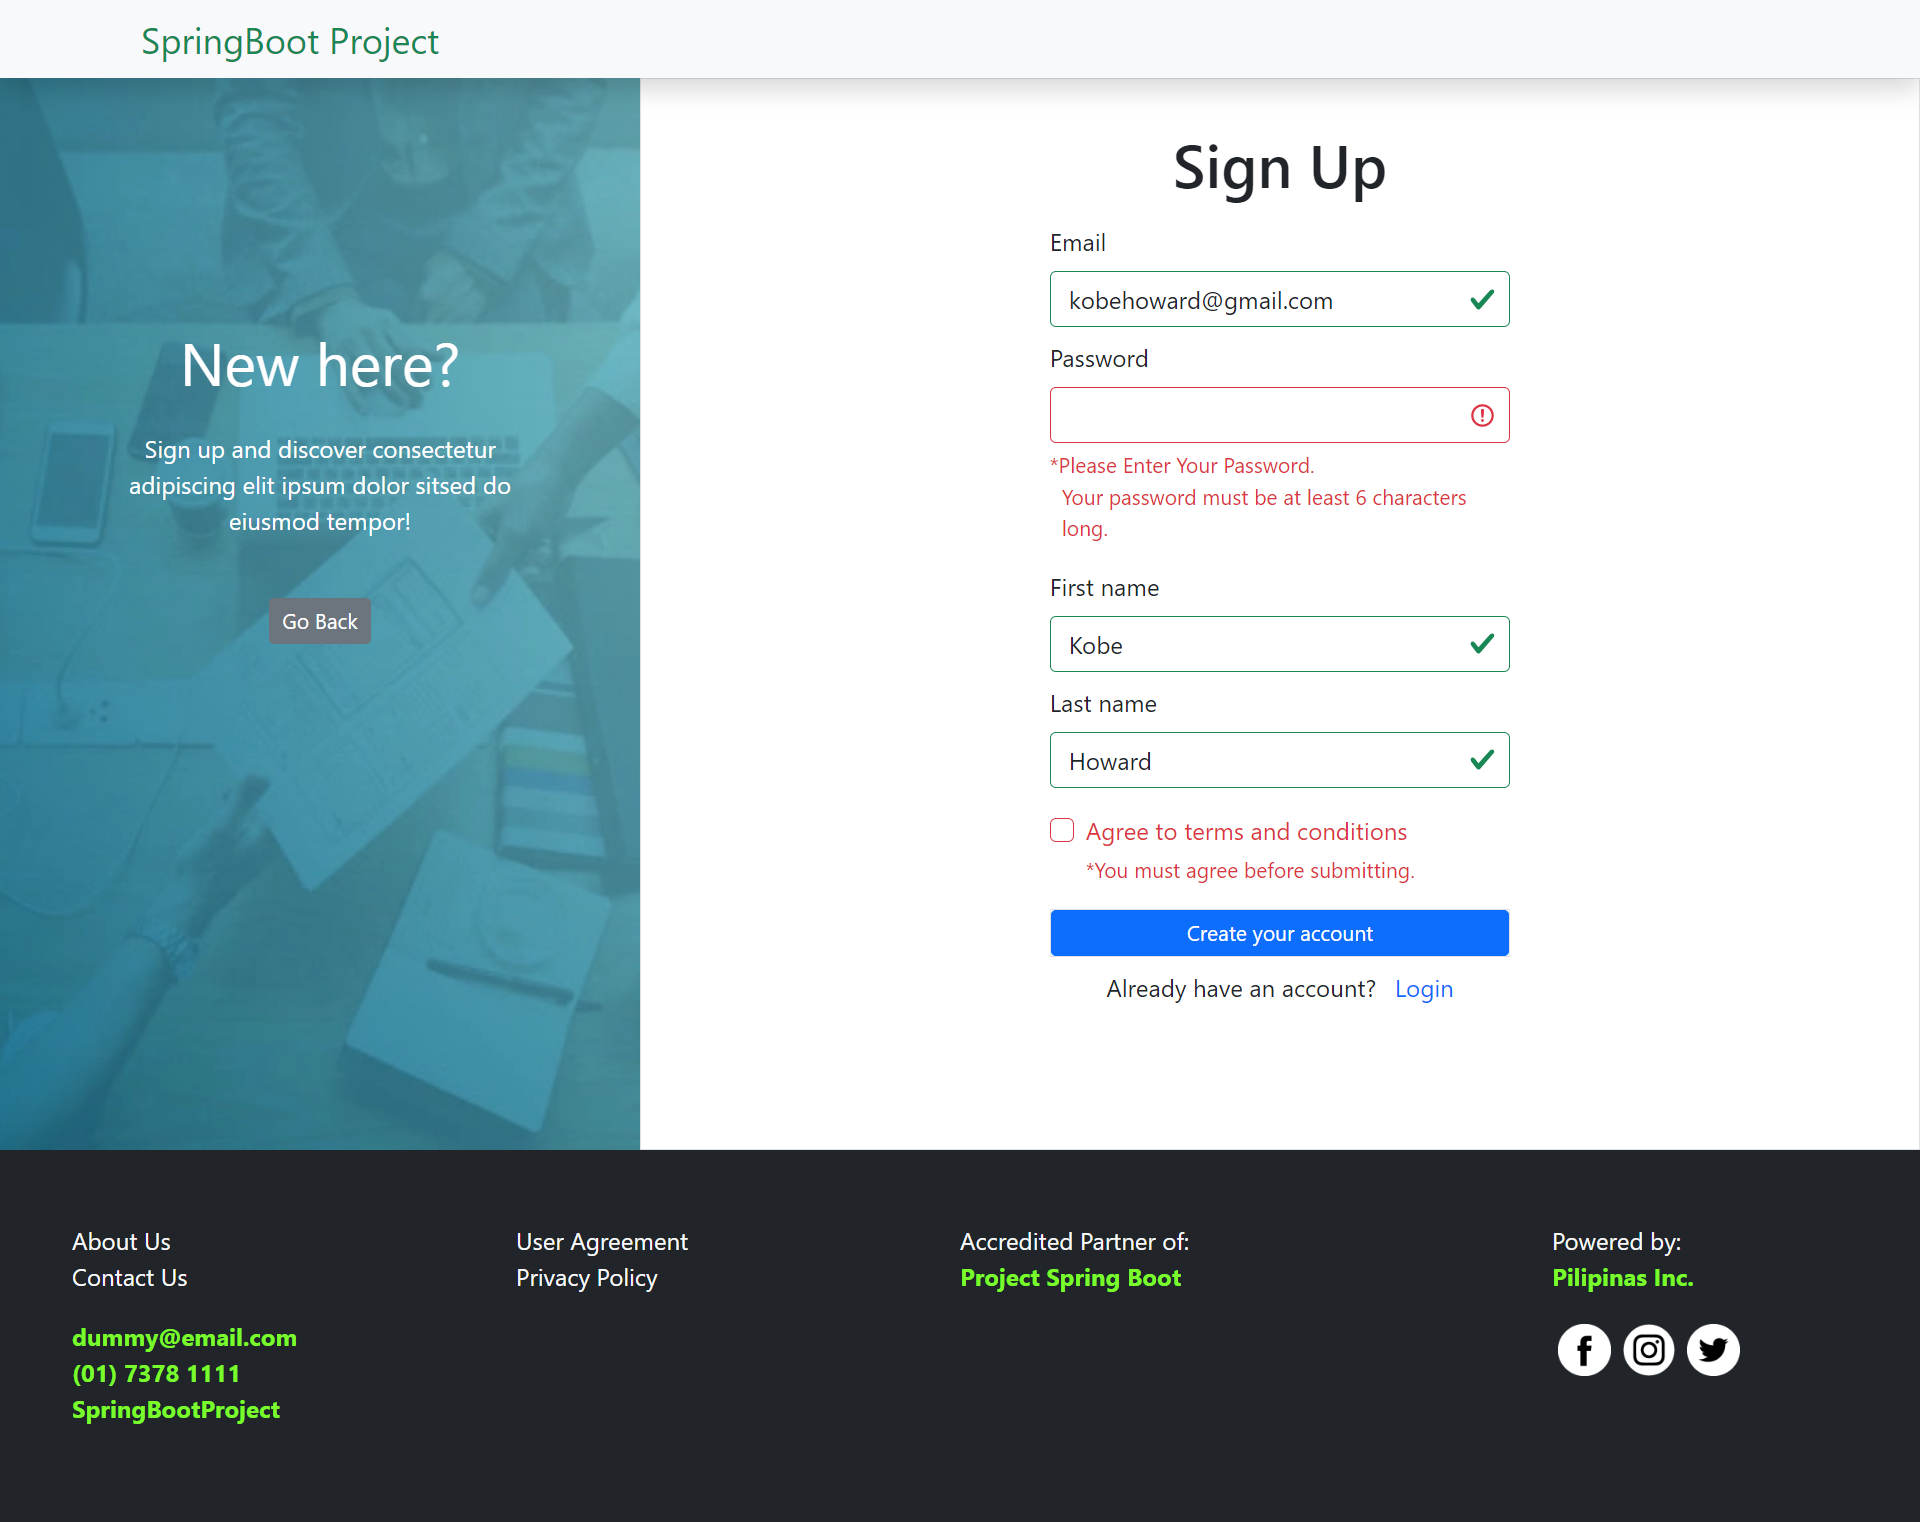 SpringBoot Project
New here?
Sign up and discover consectetur
adipiscing elit ipsum dolor sitsed do
eiusmod tempor!
Go Back
Sign Up
Email
kobehoward@gmail.com
Password
*Please Enter Your Password.
Your password must be at least 6 characters
long.
First name
Kobe
Last name
Howard
Agree to terms and conditions
*You must agree before submitting.
Create your account
Already have an account? Login
About Us
Contact Us
dummy@email.com
(01) 7378 1111
SpringBootProject
User Agreement
Privacy Policy
Accredited Partner of:
Project Spring Boot
Powered by:
Pilipinas Inc.